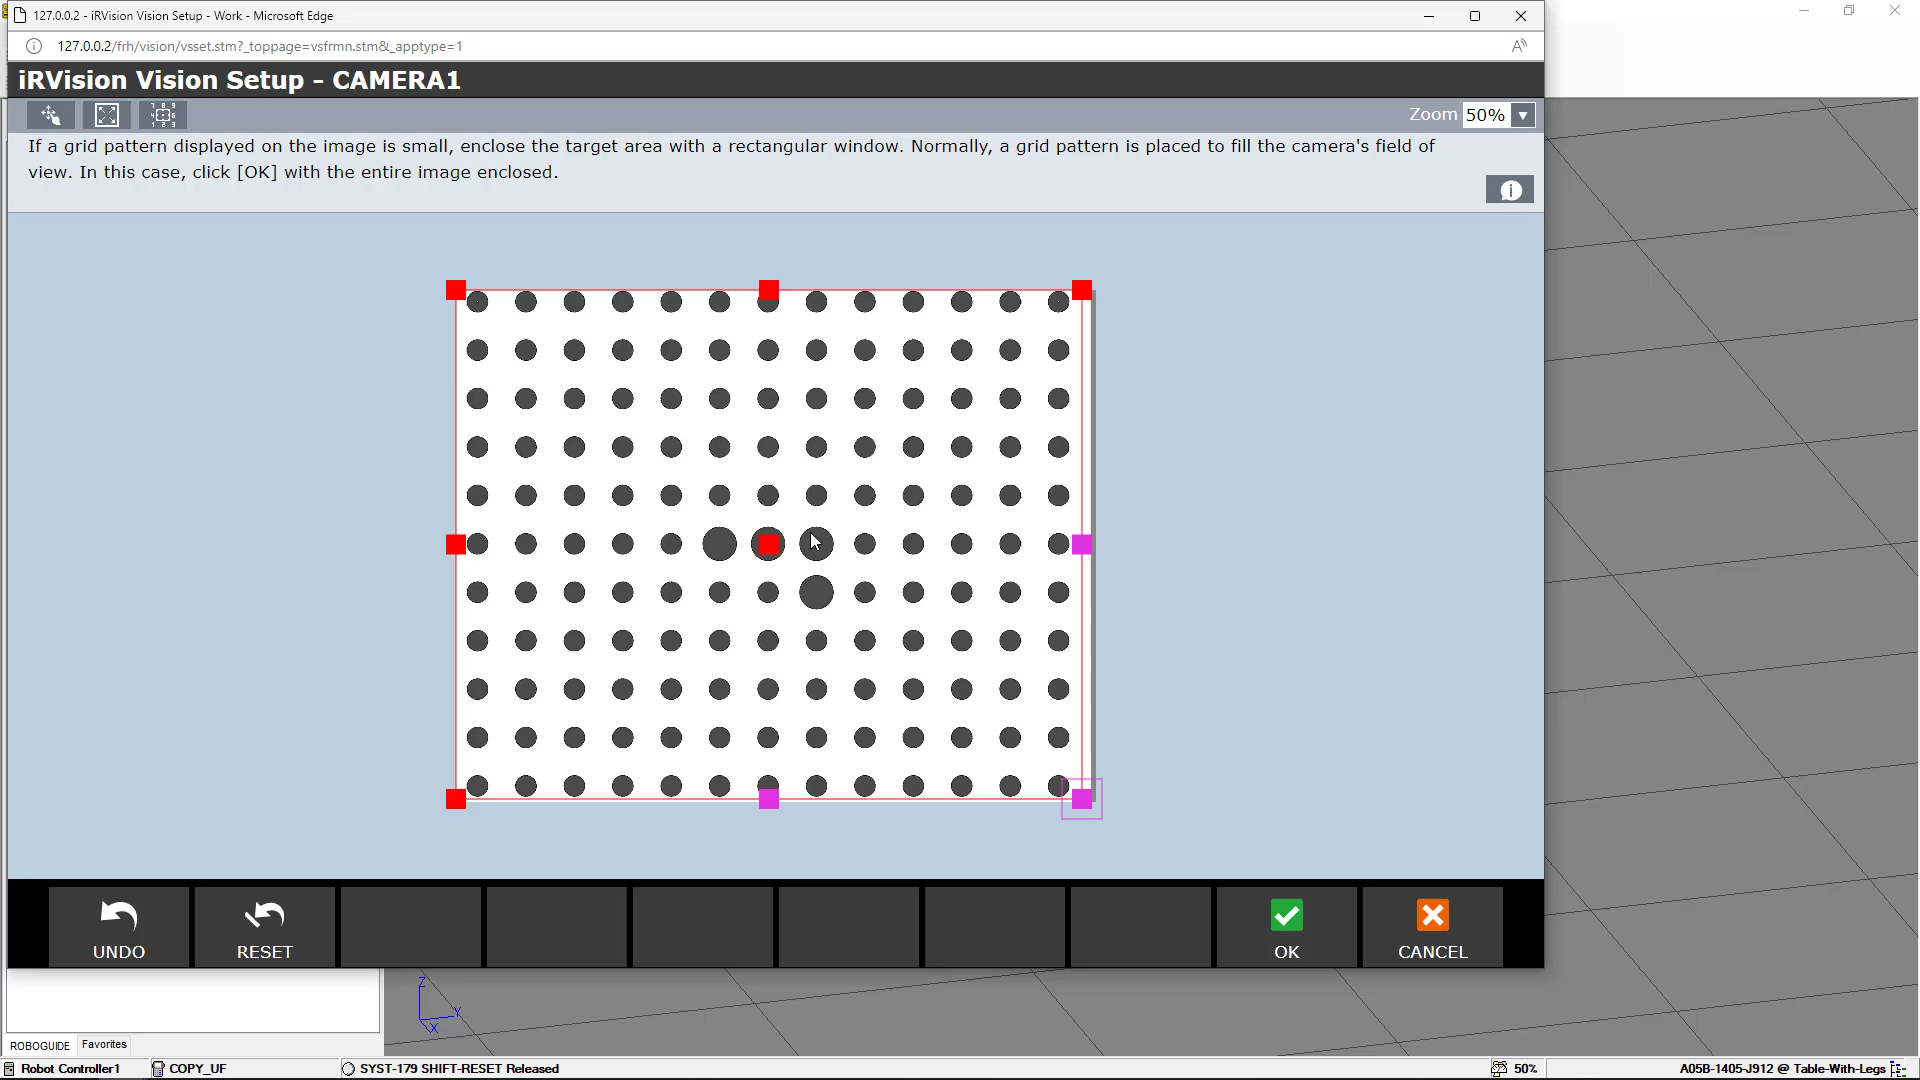 127.0.0.2 - iRVision Vision Setup - Work - Microsoft Edge
127.0.0.2/frh/vision/vsset.stm?_toppage=vsfrmn.stm&_apptype=1
iRVision Vision Setup - CAMERA1
Zoom 50%
If a grid pattern displayed on the image is small, enclose the target area with a rectangular window. Normally, a grid pattern is placed to fill the camera's field of
view. In this case, click [OK] with the entire image enclosed.
UNDO
RESET
OK
CANCEL
Z
Y
X
ROBOGUIDE
Favorites
Robot Controller1
COPY_UF
SYST-179 SHIFT-RESET Released
50%
A05B-1405-J912 @ Table-With-Legs